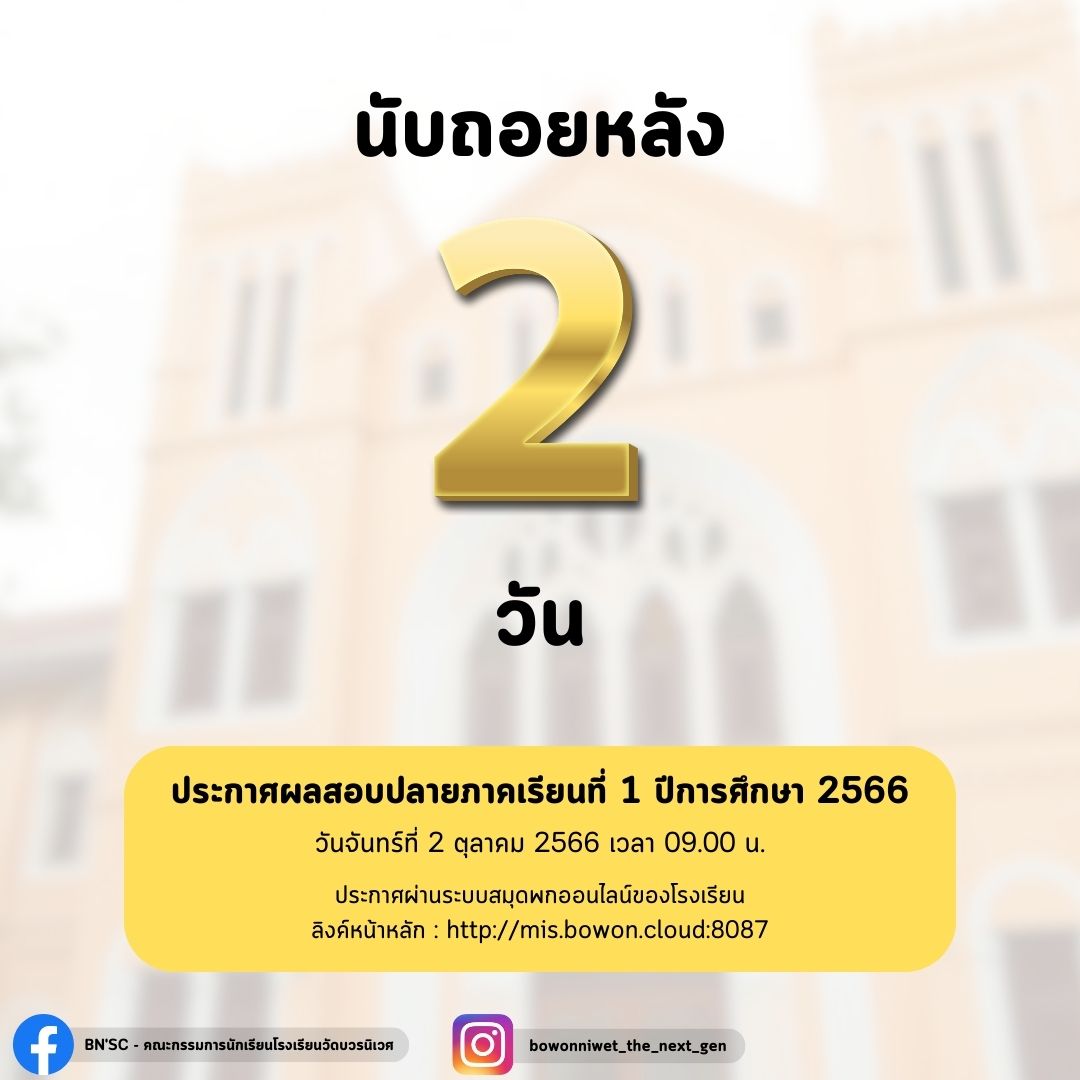 นับถอยหลัง
2
วัน
ประกาศผลสอบปลายภาคเรียนที่ 1 ปีการศึกษา 2566
วันจันทร์ที่ 2 ตุลาคม 2566 เวลา 09.00 น.
ประกาศผ่านระบบสมุดพกออนไลน์ของโรงเรียน
ลิงค์หน้าหลัก : http://mis.bowon.cloud:8087
BN'SC - คณะกรรมการนักเรียนโรงเรียนวัดบวรนิเวศ
bowonniwet_the_next_gen